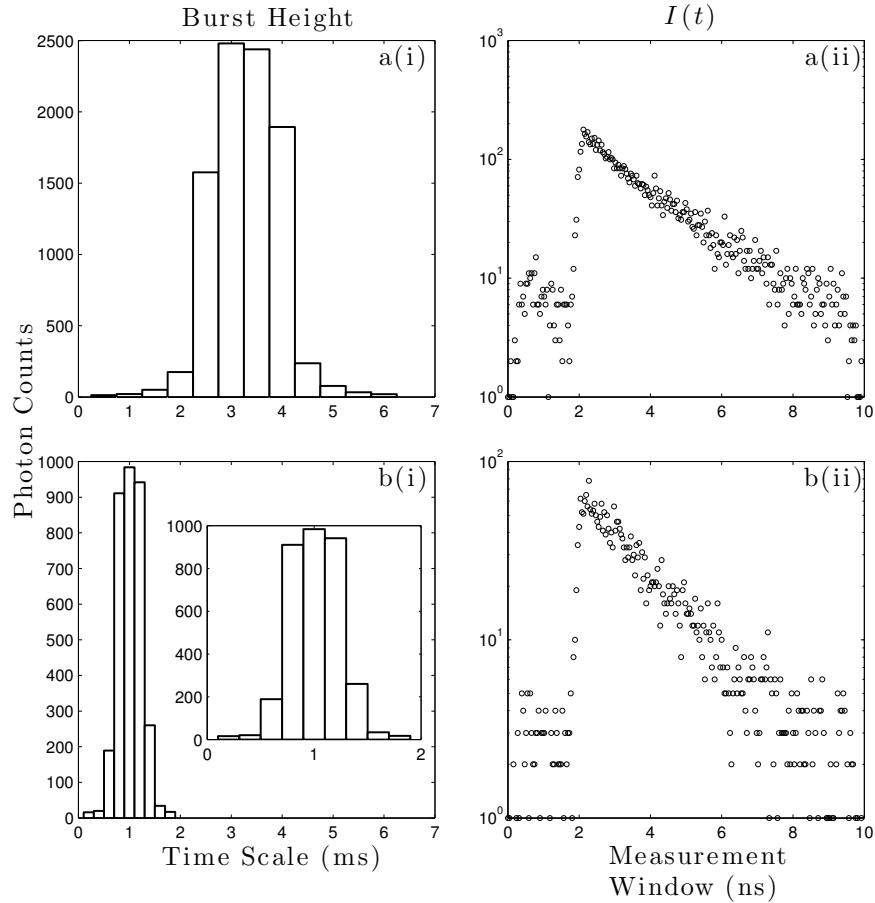 Burst Height
I(t)
a(i)
2500
2000
1500
1000
500
0
0 1 2 3 4 5 6 7
a(ii)
10^3
10^2
10^1
10^0
0 2 4 6 8 10
Photon Counts
b(i)
1000
900
800
700
600
500
400
300
200
100
0
0 1 2 3 4 5 6 7
1000
800
600
400
200
0
0 1 2
Time Scale (ms)
b(ii)
10^2
10^1
10^0
0 2 4 6 8 10
Measurement
Window (ns)